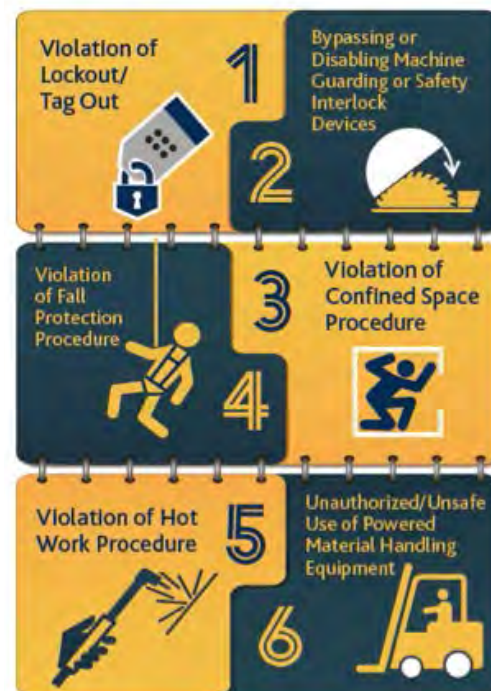 Violation of
Lockout/
Tag Out
1
Bypassing or
Disabling Machine
Guarding or Safety
Interlock
Devices
2
3
Violation of
Confined Space
Procedure
Violation
of Fall
Protection
Procedure
4
Violation of Hot
Work Procedure
5
Unauthorized/Unsafe
Use of Powered
Material Handling
Equipment
6